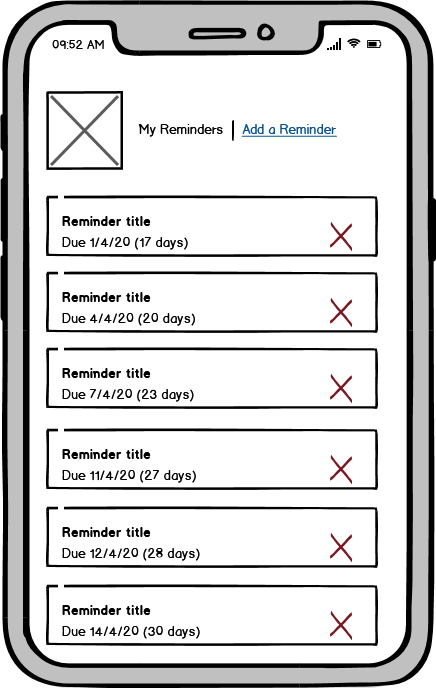 09:52 AM
My Reminders | Add a Reminder
Reminder title
Due 1/4/20 (17 days)
Reminder title
Due 4/4/20 (20 days)
Reminder title
Due 7/4/20 (23 days)
Reminder title
Due 11/4/20 (27 days)
Reminder title
Due 12/4/20 (28 days)
Reminder title
Due 14/4/20 (30 days)